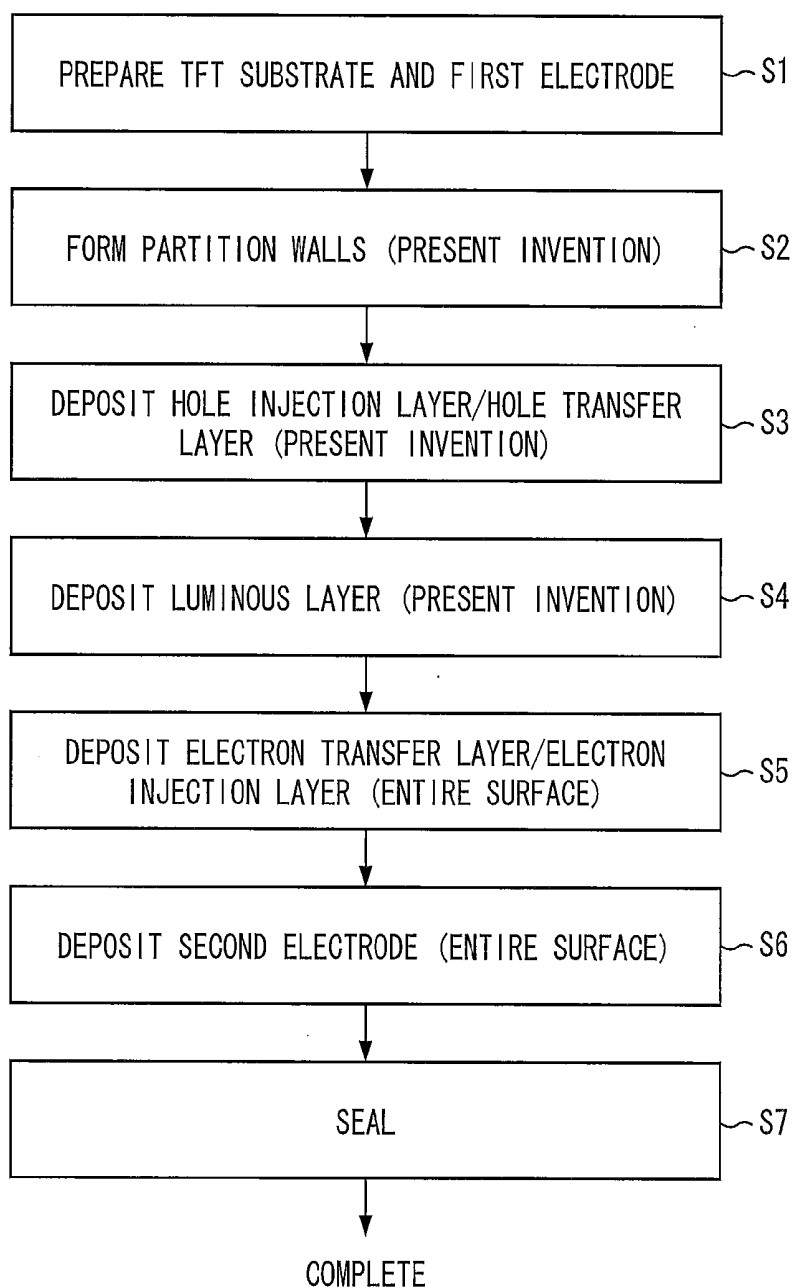 PREPARE TFT SUBSTRATE AND FIRST ELECTRODE
S1
FORM PARTITION WALLS (PRESENT INVENTION)
S2
DEPOSIT HOLE INJECTION LAYER/HOLE TRANSFER
LAYER (PRESENT INVENTION)
S3
DEPOSIT LUMINOUS LAYER (PRESENT INVENTION)
S4
DEPOSIT ELECTRON TRANSFER LAYER/ELECTRON
INJECTION LAYER (ENTIRE SURFACE)
S5
DEPOSIT SECOND ELECTRODE (ENTIRE SURFACE)
S6
SEAL
S7
COMPLETE